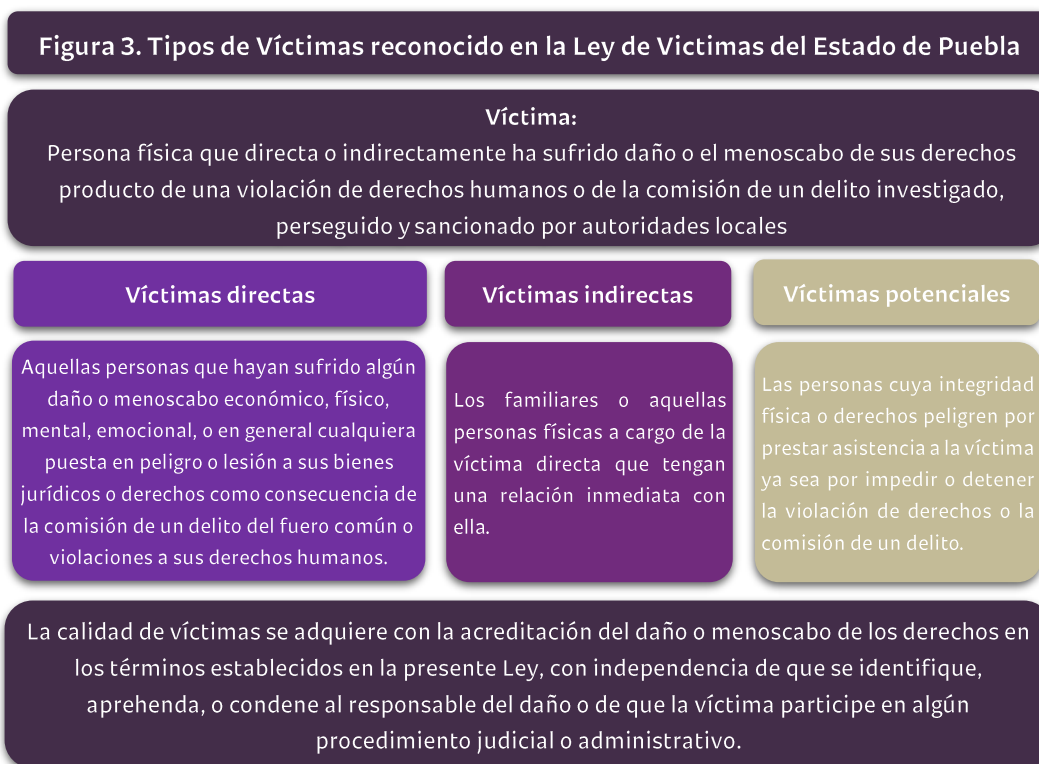 Figura 3. Tipos de Víctimas reconocido en la Ley de Victimas del Estado de Puebla
Víctima:
Persona física que directa o indirectamente ha sufrido daño o el menoscabo de sus derechos
producto de una violación de derechos humanos o de la comisión de un delito investigado,
perseguido y sancionado por autoridades locales
Víctimas directas
Aquellas personas que hayan sufrido algún
daño o menoscabo económico, físico,
mental, emocional, o en general cualquiera
puesta en peligro o lesión a sus bienes
jurídicos o derechos como consecuencia de
la comisión de un delito del fuero común o
violaciones a sus derechos humanos.
Víctimas indirectas
Los familiares o aquellas
personas físicas a cargo de la
víctima directa que tengan
una relación inmediata con
ella.
Víctimas potenciales
Las personas cuya integridad
física o derechos peligren por
prestar asistencia a la víctima
ya sea por impedir o detener
la violación de derechos o la
comisión de un delito.
La calidad de víctimas se adquiere con la acreditación del daño o menoscabo de los derechos en
los términos establecidos en la presente Ley, con independencia de que se identifique,
aprehenda, o condene al responsable del daño o de que la víctima participe en algún
procedimiento judicial o administrativo.